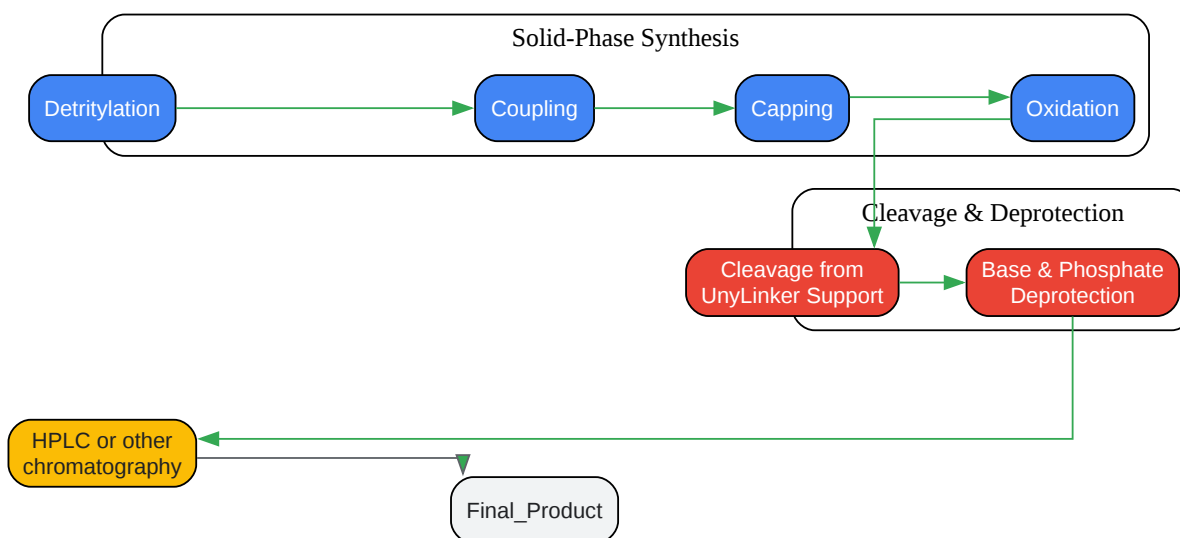 Solid-Phase Synthesis
Detritylation
Coupling
Capping
Oxidation
Cleavage & Deprotection
Cleavage from
UnyLinker Support
Base & Phosphate
Deprotection
HPLC or other
chromatography
Final_Product